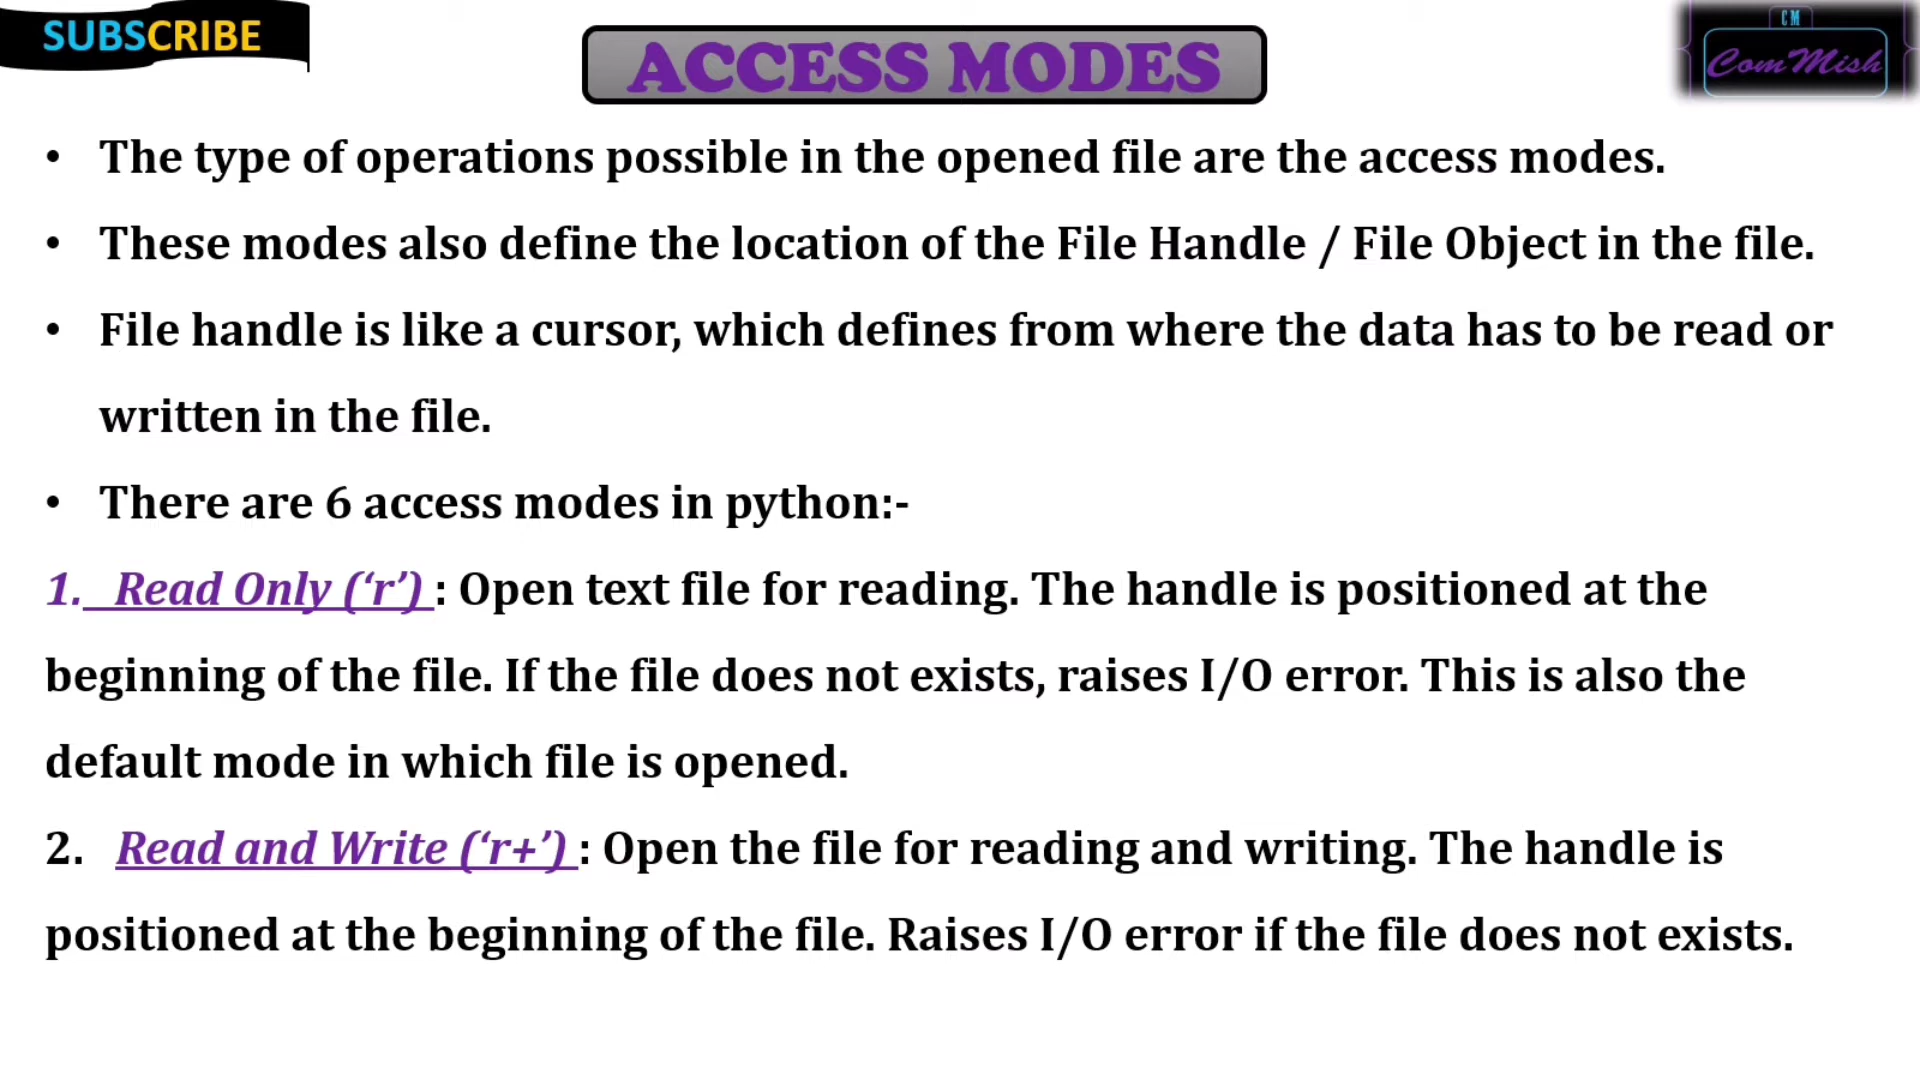 SUBSCRIBE
ACCESS MODES
CM
ComMish
• The type of operations possible in the opened file are the access modes.
• These modes also define the location of the File Handle / File Object in the file.
• File handle is like a cursor, which defines from where the data has to be read or
written in the file.
• There are 6 access modes in python:-
1. Read Only (‘r’) : Open text file for reading. The handle is positioned at the
beginning of the file. If the file does not exists, raises I/O error. This is also the
default mode in which file is opened.
2. Read and Write (‘r+’) : Open the file for reading and writing. The handle is
positioned at the beginning of the file. Raises I/O error if the file does not exists.